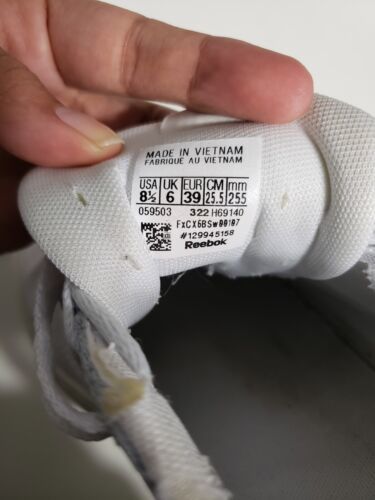 MADE IN VIETNAM
FABRIQUE AU VIETNAM
USA UK EUR CM mm
8½ 6 39 25.5 255
059503 322 H69140
FxCX6BSw00107
#129945158
Reebok